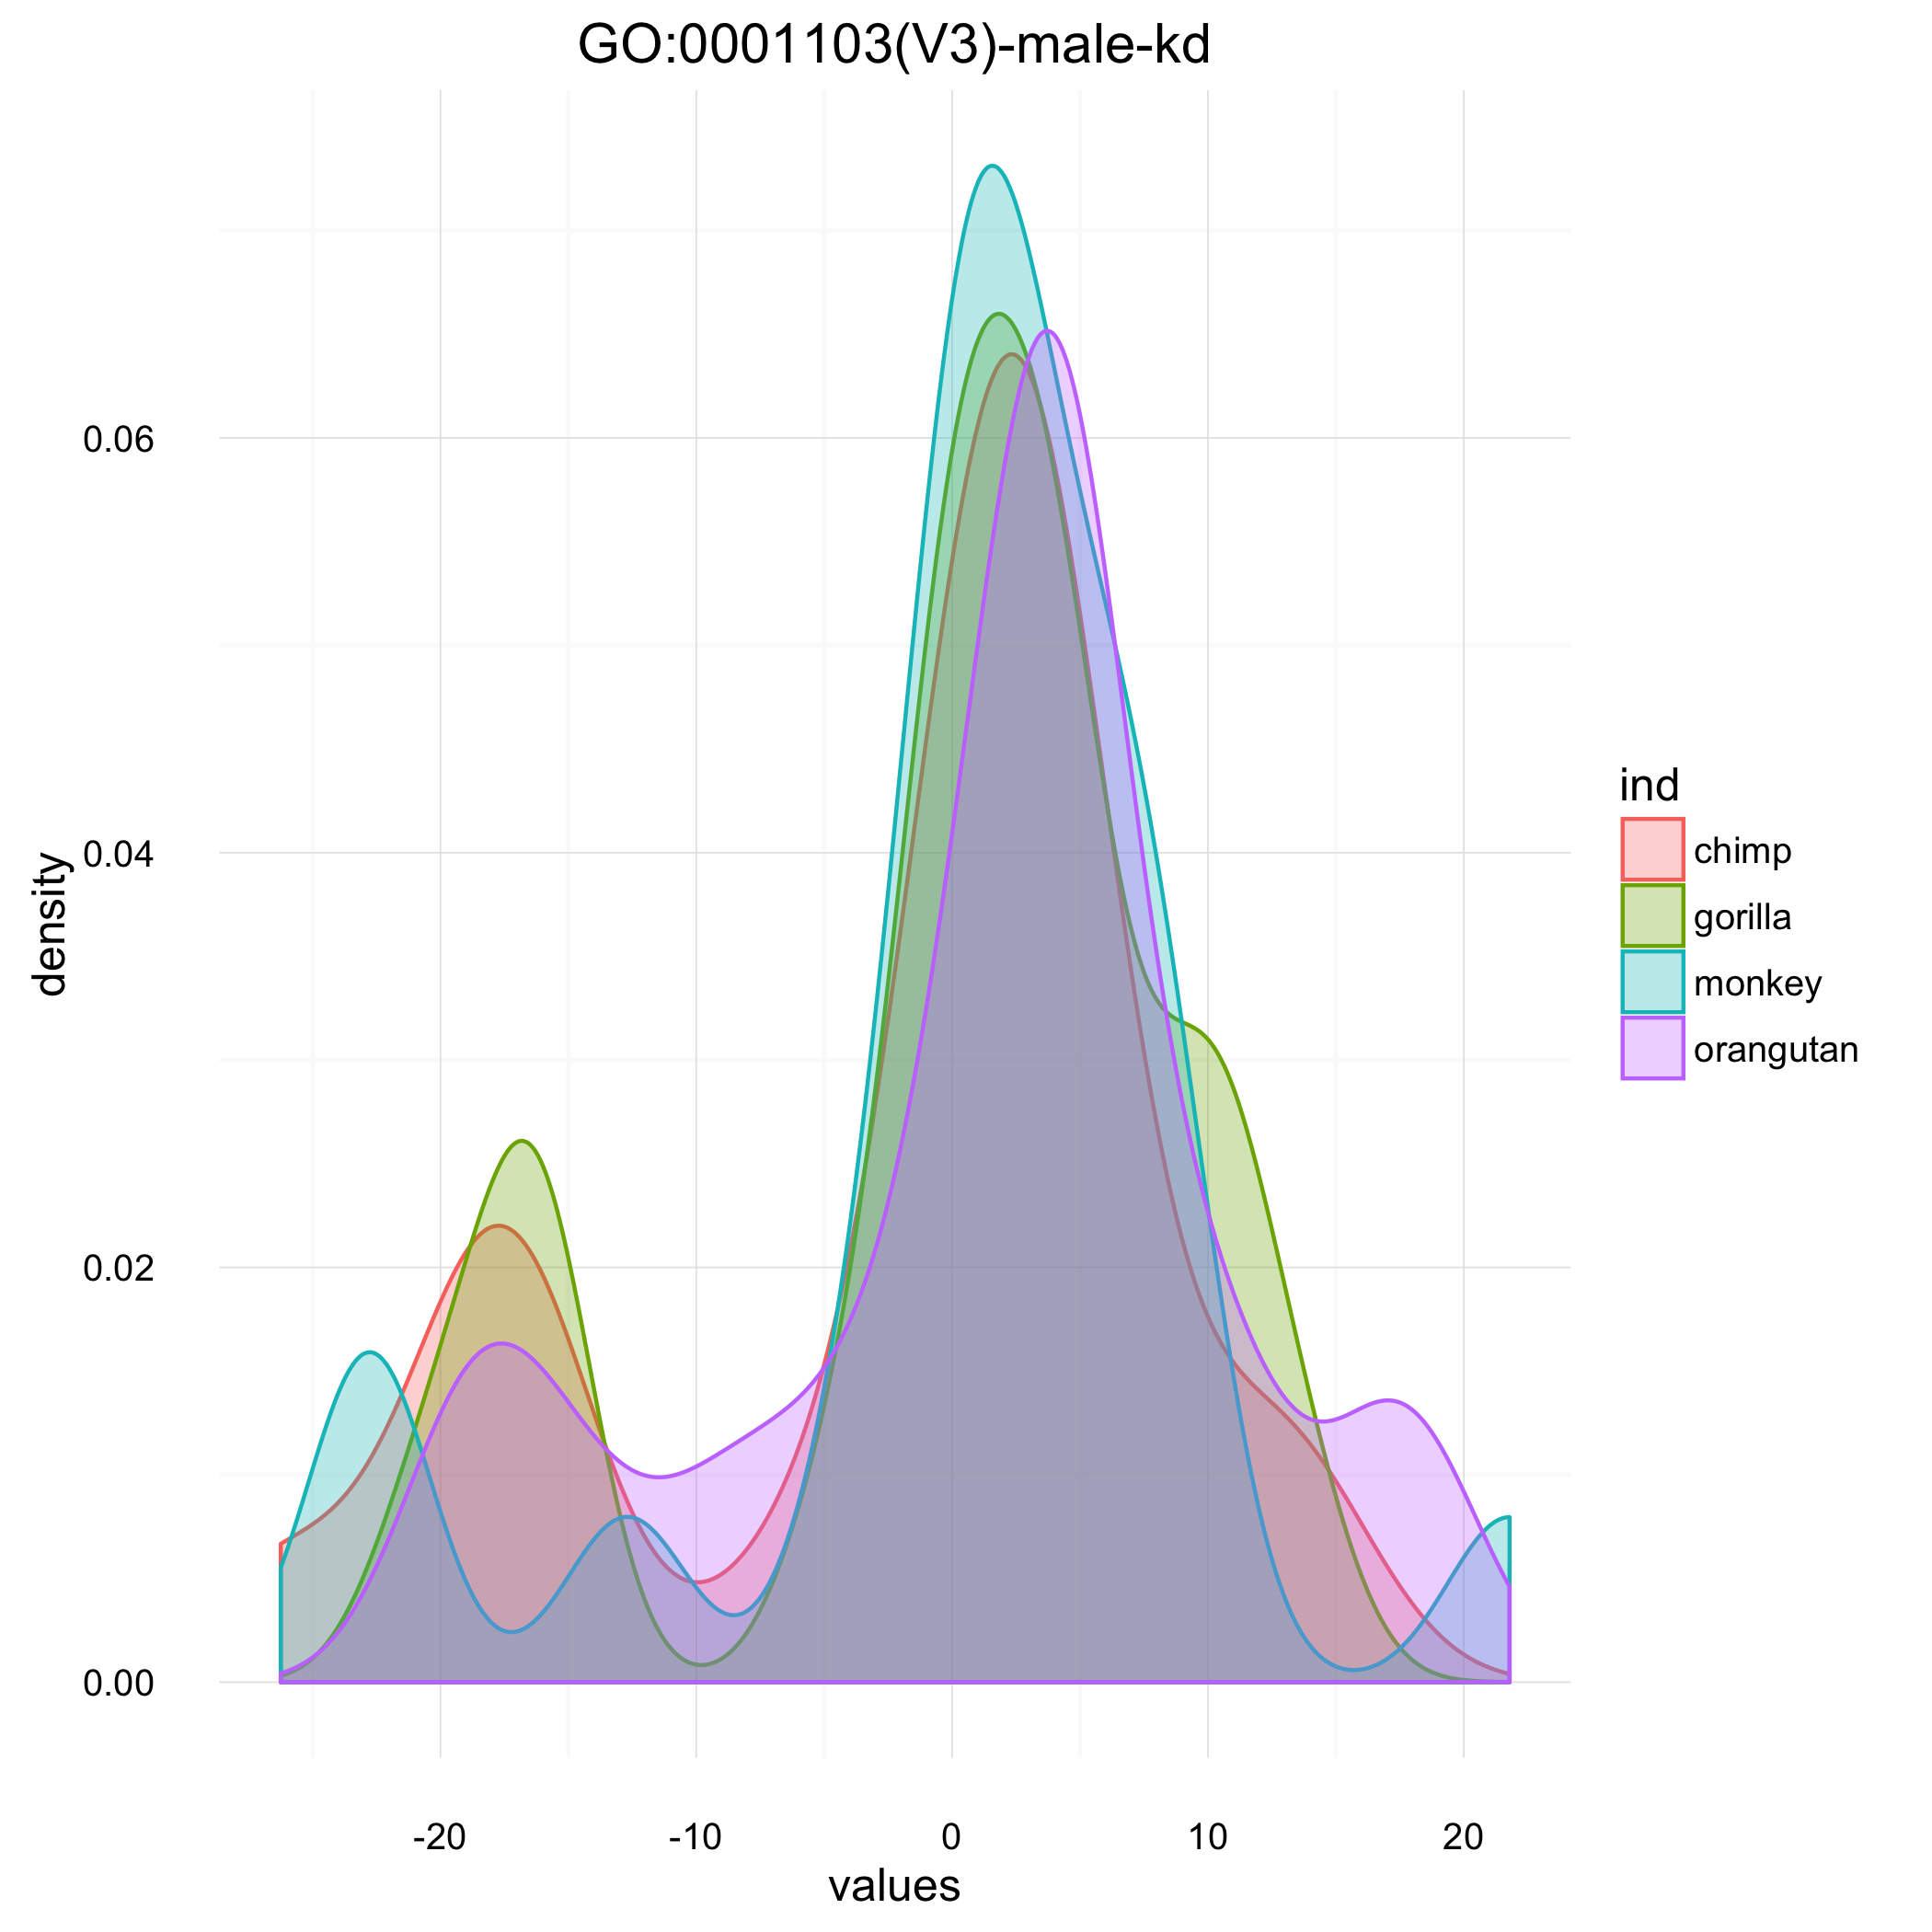 GO:0001103(V3)-male-kd
density
0.06
0.04
0.02
0.00
-20
-10
0
10
20
values
ind
chimp
gorilla
monkey
orangutan